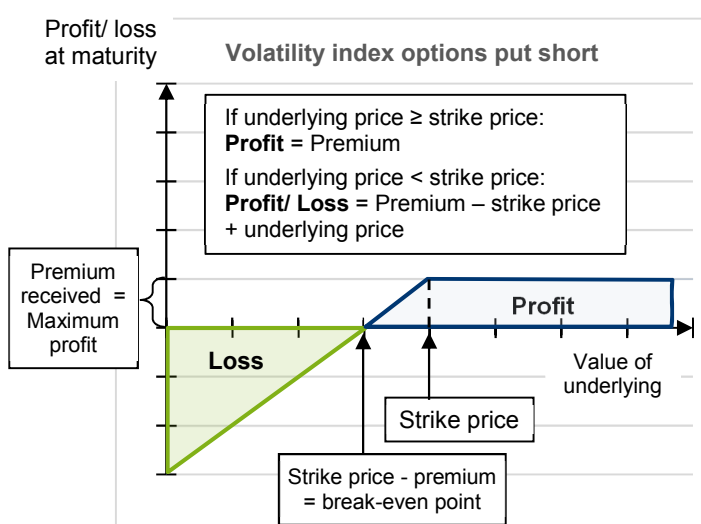 Profit/ loss
at maturity
Volatility index options put short
If underlying price ≥ strike price:
Profit = Premium
If underlying price < strike price:
Profit/ Loss = Premium – strike price
+ underlying price
Premium
received =
Maximum
profit
Profit
Loss
Value of
underlying
Strike price
Strike price - premium
= break-even point